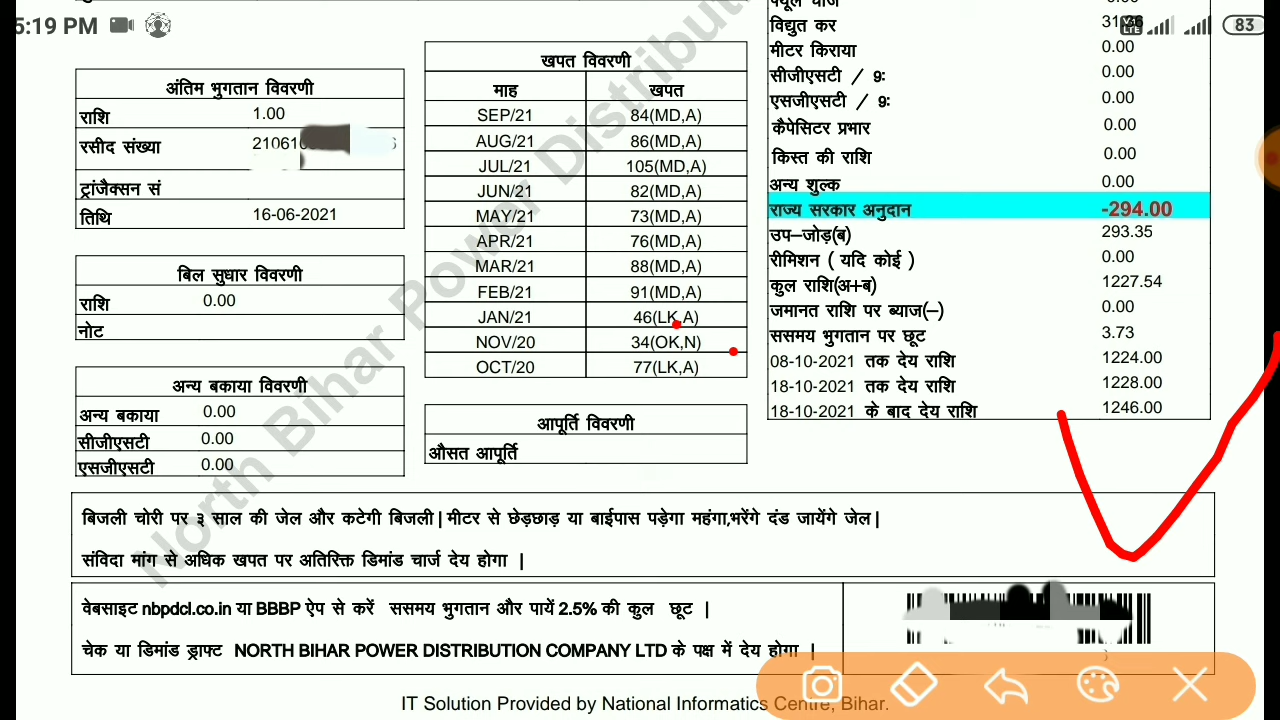 5:19 PM
83
अंतिम भुगतान विवरणी
राशि 1.00
रसीद संख्या
ट्रांजैक्सन सं
तिथि 16-06-2021
बिल सुधार विवरणी
राशि 0.00
नोट
अन्य बकाया विवरणी
अन्य बकाया 0.00
सीजीएसटी 0.00
एसजीएसटी 0.00
खपत विवरणी
माह खपत
SEP/21 84(MD,A)
AUG/21 86(MD,A)
JUL/21 105(MD,A)
JUN/21 82(MD,A)
MAY/21 73(MD,A)
APR/21 76(MD,A)
MAR/21 88(MD,A)
FEB/21 91(MD,A)
JAN/21 46(LK,A)
NOV/20 34(OK,N)
OCT/20 77(LK,A)
आपूर्ति विवरणी
औसत आपूर्ति
विद्युत कर
मीटर किराया 0.00
सीजीएसटी / 9: 0.00
एसजीएसटी / 9: 0.00
कैपेसिटर प्रभार 0.00
किस्त की राशि 0.00
अन्य शुल्क 0.00
राज्य सरकार अनुदान -294.00
उप–जोड़(ब) 293.35
रीमिशन ( यदि कोई ) 0.00
कुल राशि(अ+ब) 1227.54
जमानत राशि पर ब्याज(–) 0.00
ससमय भुगतान पर छूट 3.73
08-10-2021 तक देय राशि 1224.00
18-10-2021 तक देय राशि 1228.00
18-10-2021 के बाद देय राशि 1246.00
North Bihar Power Distribut
बिजली चोरी पर ३ साल की जेल और कटेगी बिजली | मीटर से छेड़छाड़ या बाईपास पड़ेगा महंगा,भरेंगे दंड जायेंगे जेल |
संविदा मांग से अधिक खपत पर अतिरिक्त डिमांड चार्ज देय होगा |
वेबसाइट nbpdcl.co.in या BBBP ऐप से करें ससमय भुगतान और पायें 2.5% की कुल छूट |
चेक या डिमांड ड्राफ्ट NORTH BIHAR POWER DISTRIBUTION COMPANY LTD के पक्ष में देय होगा |
IT Solution Provided by National Informatics Centre, Bihar.